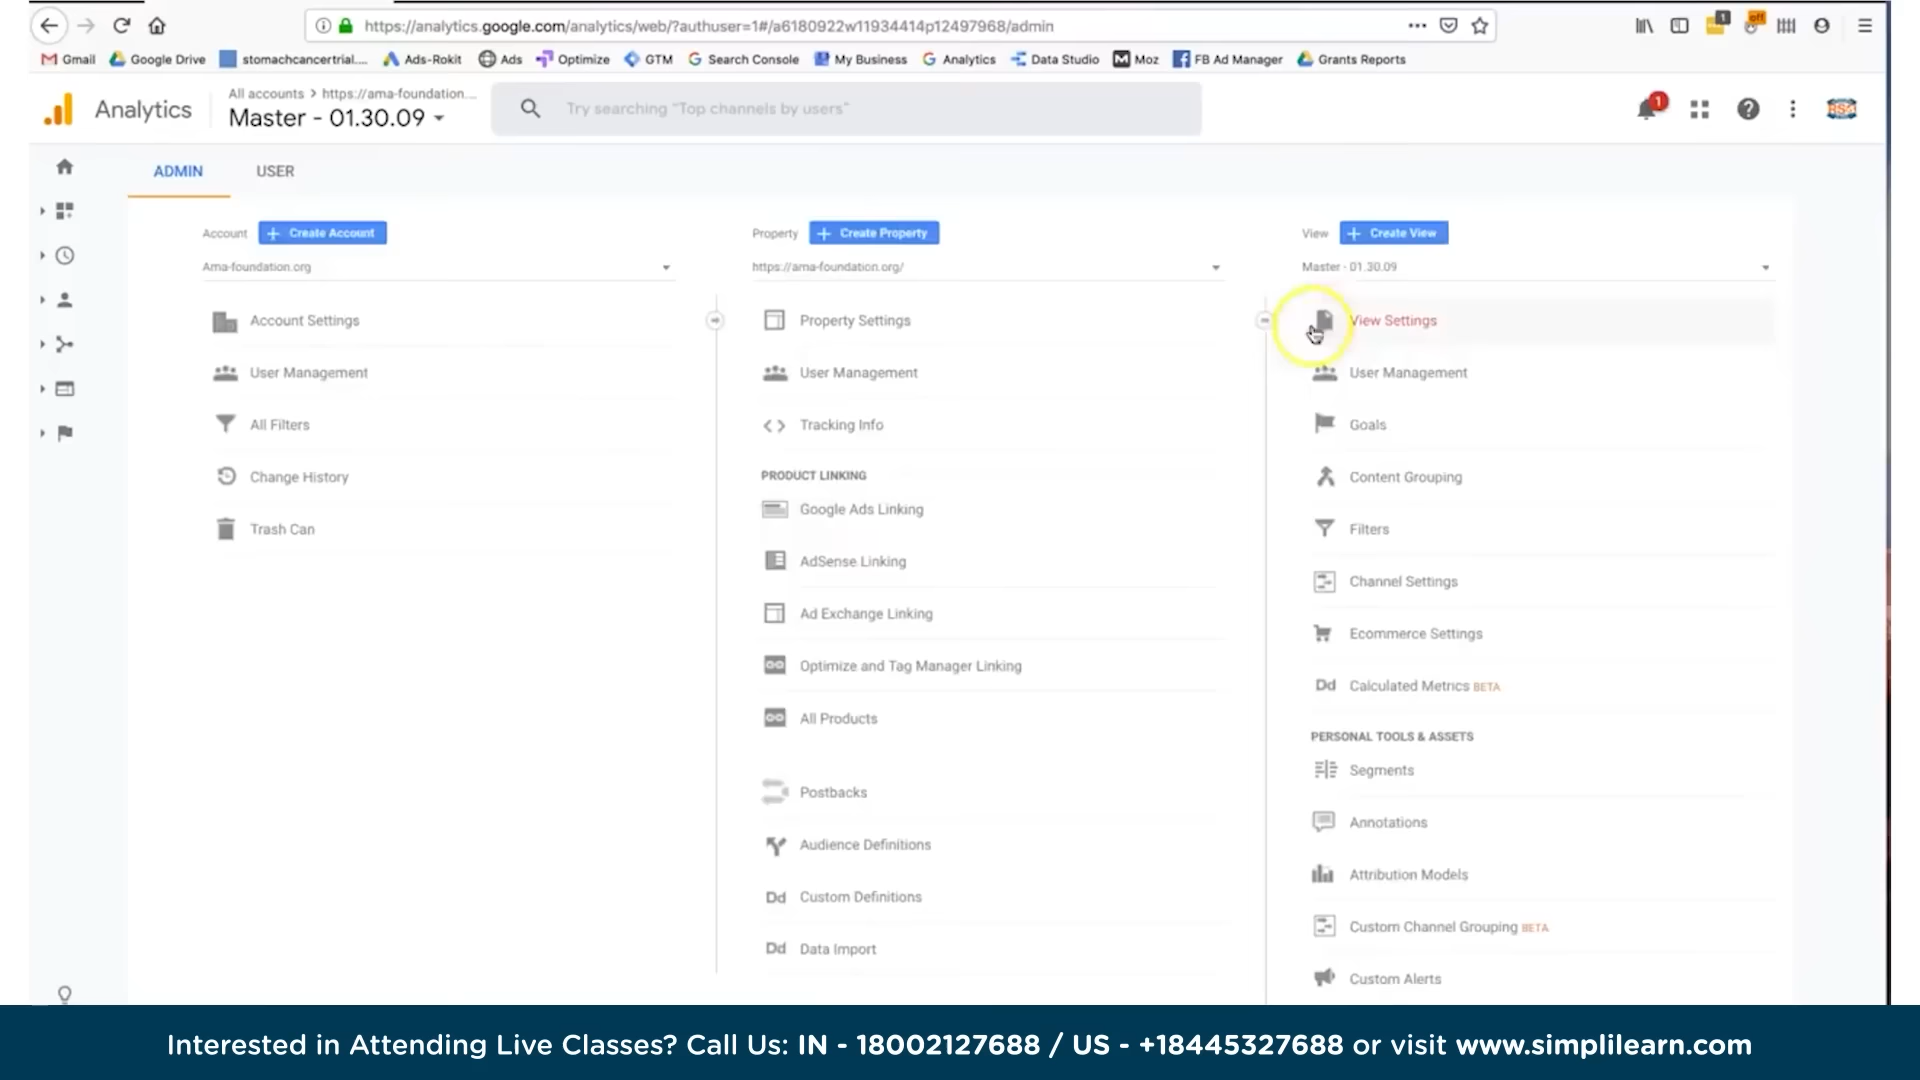 https://analytics.google.com/analytics/web/?authuser=1#/a6180922w11934414p12497968/admin
1
off
Gmail Google Drive stomachcancertrial.... Ads-Rokit Ads Optimize GTM Search Console My Business Analytics Data Studio Moz FB Ad Manager Grants Reports
Analytics
All accounts > https://ama-foundation....
Master - 01.30.09
Try searching "Top channels by users"
1
ADMIN USER
Account + Create Account
Ama-foundation.org
Account Settings
User Management
All Filters
Change History
Trash Can
Property + Create Property
https://ama-foundation.org/
Property Settings
User Management
Tracking Info
PRODUCT LINKING
Google Ads Linking
AdSense Linking
Ad Exchange Linking
Optimize and Tag Manager Linking
All Products
Postbacks
Audience Definitions
Dd Custom Definitions
Dd Data Import
View + Create View
Master - 01.30.09
View Settings
User Management
Goals
Content Grouping
Filters
Channel Settings
Ecommerce Settings
Dd Calculated Metrics BETA
PERSONAL TOOLS & ASSETS
Segments
Annotations
Attribution Models
Custom Channel Grouping BETA
Custom Alerts
Interested in Attending Live Classes? Call Us: IN - 18002127688 / US - +18445327688 or visit www.simplilearn.com